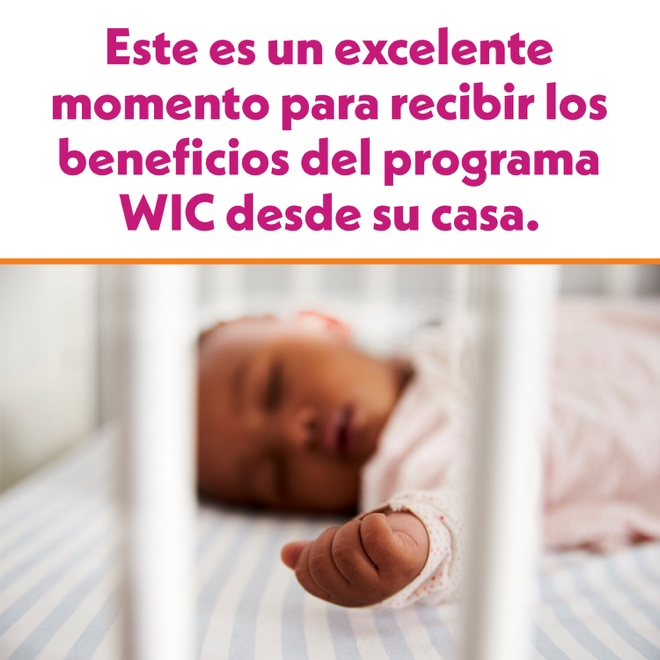 Este es un excelente
momento para recibir los
beneficios del programa
WIC desde su casa.